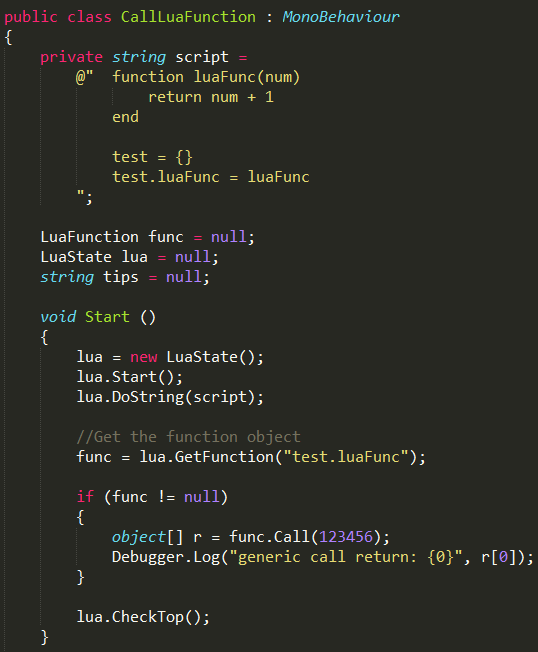 public class CallLuaFunction : MonoBehaviour
{
    private string script =
        @"  function luaFunc(num)
                return num + 1
            end

            test = {}
            test.luaFunc = luaFunc
        ";

    LuaFunction func = null;
    LuaState lua = null;
    string tips = null;

    void Start ()
    {
        lua = new LuaState();
        lua.Start();
        lua.DoString(script);

        //Get the function object
        func = lua.GetFunction("test.luaFunc");

        if (func != null)
        {
            object[] r = func.Call(123456);
            Debugger.Log("generic call return: {0}", r[0]);
        }

        lua.CheckTop();
    }